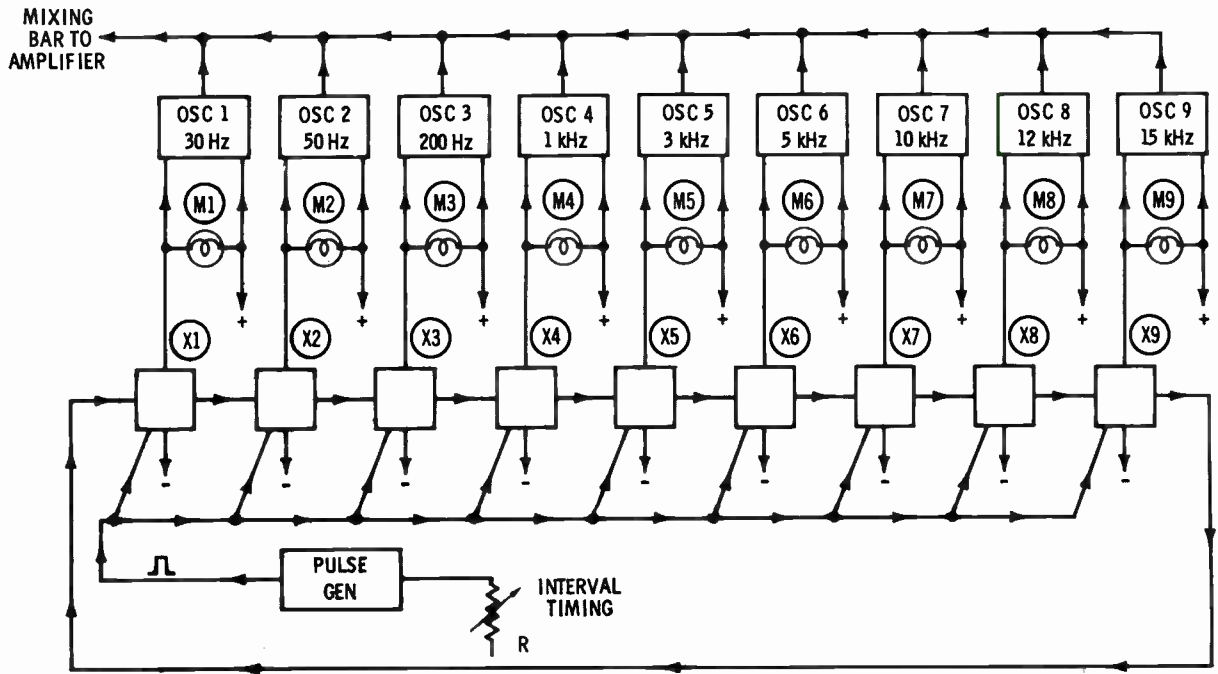 MIXING
BAR TO
AMPLIFIER
OSC 1
30 Hz
OSC 2
50 Hz
OSC 3
200 Hz
OSC 4
1 kHz
OSC 5
3 kHz
OSC 6
5 kHz
OSC 7
10 kHz
OSC 8
12 kHz
OSC 9
15 kHz
M1
M2
M3
M4
M5
M6
M7
M8
M9
+ + + + + + + + +
X1
X2
X3
X4
X5
X6
X7
X8
X9
- - - - - - - - -
PULSE
GEN
INTERVAL
TIMING
R